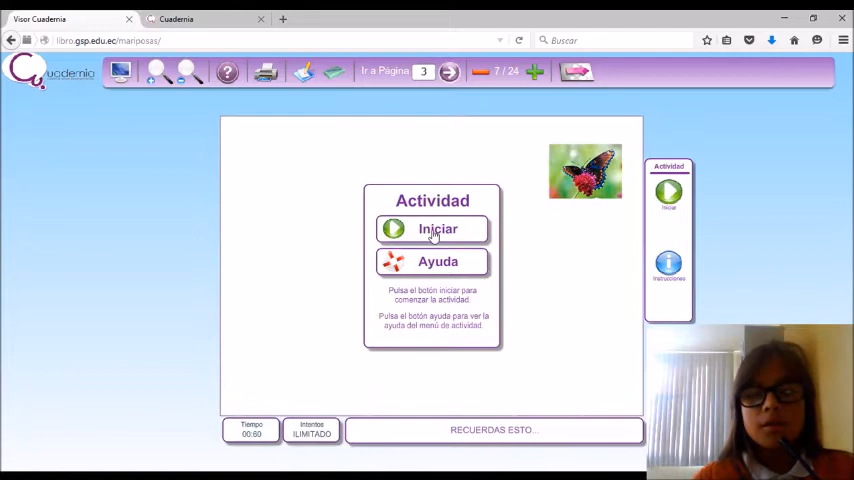 Visor Cuadernia
Cuadernia
libro.gsp.edu.ec/mariposas/
Buscar
Cuadernia
Ir a Página 3
7 / 24
Actividad
Iniciar
Ayuda
Pulsa el botón iniciar para
comenzar la actividad.
Pulsa el botón ayuda para ver la
ayuda del menú de actividad.
Actividad
Iniciar
Instrucciones
Tiempo
00:60
Intentos
ILIMITADO
RECUERDAS ESTO...